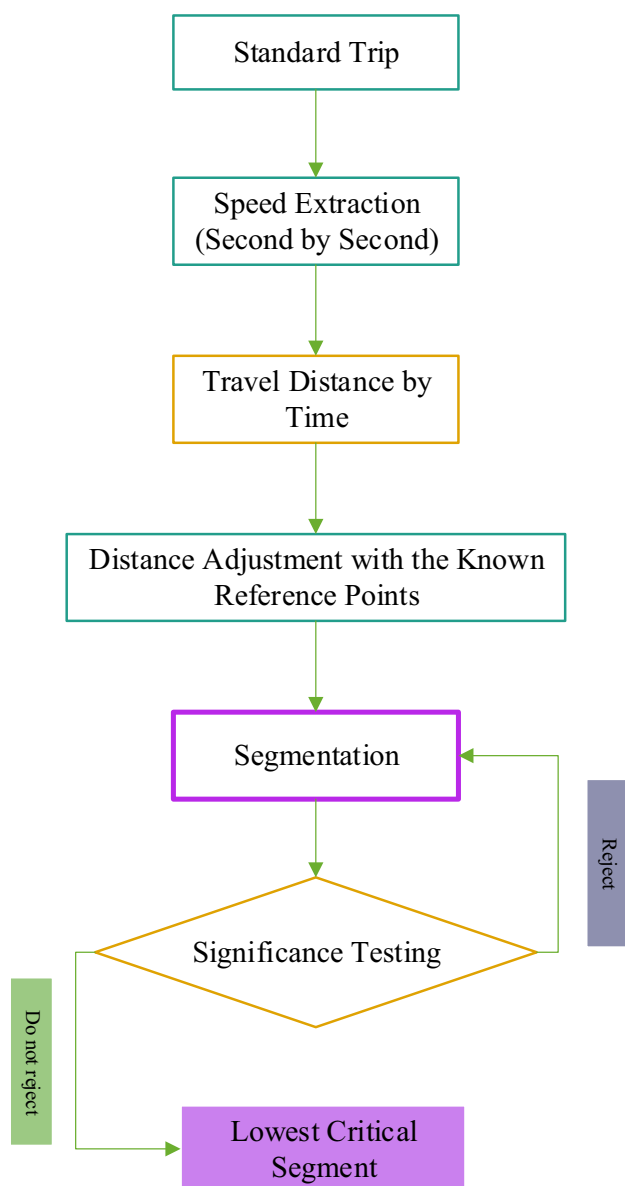 Standard Trip
Speed Extraction
(Second by Second)
Travel Distance by
Time
Distance Adjustment with the Known
Reference Points
Segmentation
Reject
Significance Testing
Do not reject
Lowest Critical
Segment